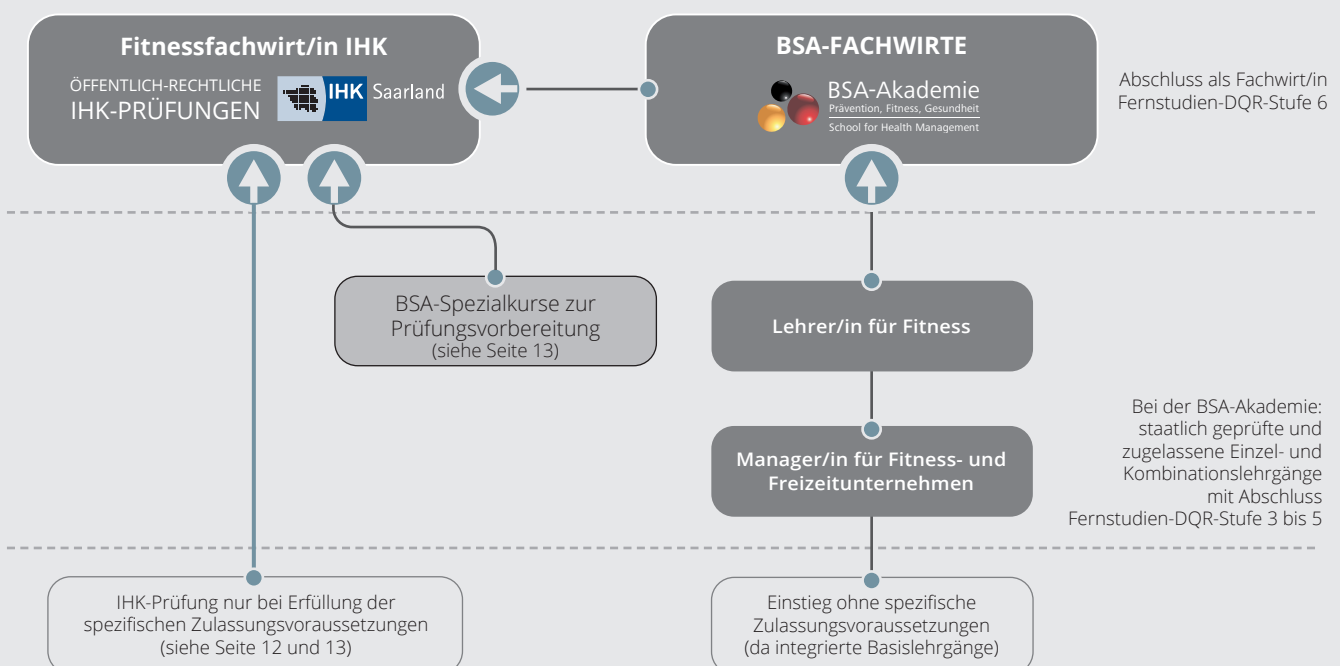 Fitnessfachwirt/in IHK
ÖFFENTLICH-RECHTLICHE
IHK-PRÜFUNGEN
IHK Saarland
BSA-FACHWIRTE
BSA-Akademie
Prävention, Fitness, Gesundheit
School for Health Management
Abschluss als Fachwirt/in
Fernstudien-DQR-Stufe 6
BSA-Spezialkurse zur
Prüfungsvorbereitung
(siehe Seite 13)
Lehrer/in für Fitness
Manager/in für Fitness- und
Freizeitunternehmen
Bei der BSA-Akademie:
staatlich geprüfte und
zugelassene Einzel- und
Kombinationslehrgänge
mit Abschluss
Fernstudien-DQR-Stufe 3 bis 5
IHK-Prüfung nur bei Erfüllung der
spezifischen Zulassungsvoraussetzungen
(siehe Seite 12 und 13)
Einstieg ohne spezifische
Zulassungsvoraussetzungen
(da integrierte Basislehrgänge)